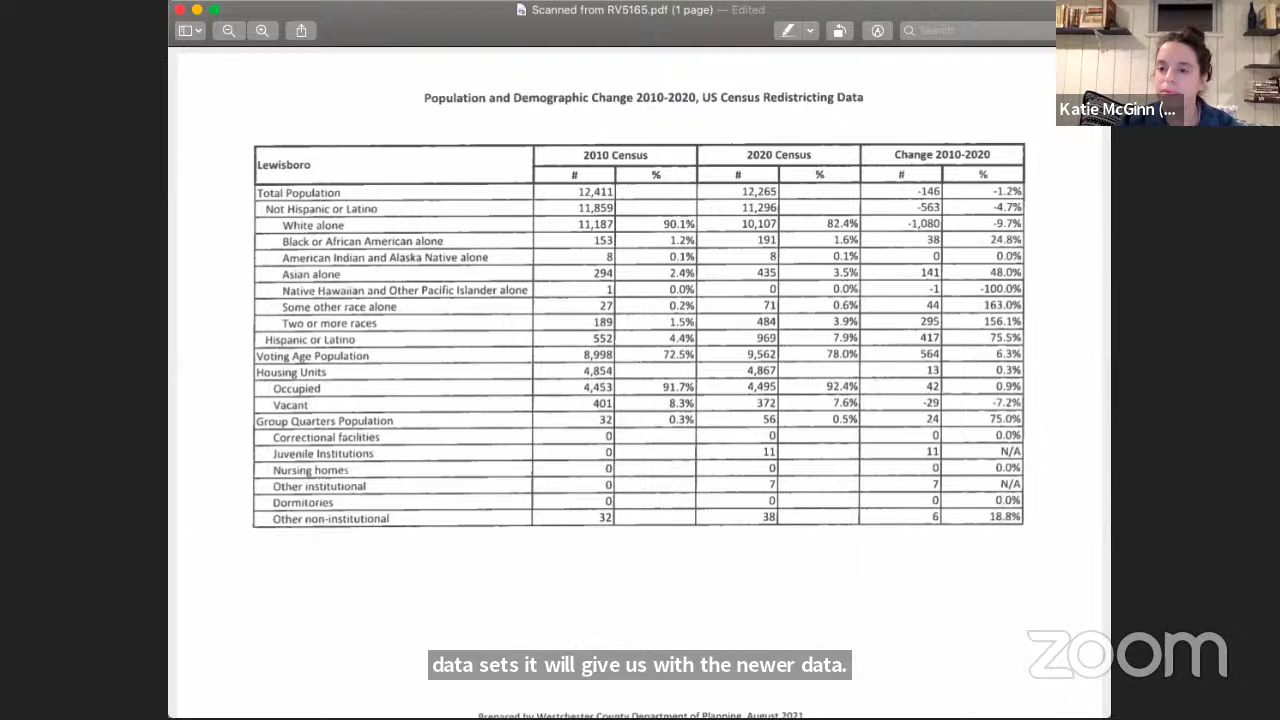 Scanned from RV5165.pdf (1 page) — Edited
Search
Katie McGinn (...
Population and Demographic Change 2010-2020, US Census Redistricting Data
Lewisboro 2010 Census 2020 Census Change 2010-2020
# % # % # %
Total Population 12,411 12,265 -146 -1.2%
Not Hispanic or Latino 11,859 11,296 -563 -4.7%
White alone 11,187 90.1% 10,107 82.4% -1,080 -9.7%
Black or African American alone 153 1.2% 191 1.6% 38 24.8%
American Indian and Alaska Native alone 8 0.1% 8 0.1% 0 0.0%
Asian alone 294 2.4% 435 3.5% 141 48.0%
Native Hawaiian and Other Pacific Islander alone 1 0.0% 0 0.0% -1 -100.0%
Some other race alone 27 0.2% 71 0.6% 44 163.0%
Two or more races 189 1.5% 484 3.9% 295 156.1%
Hispanic or Latino 552 4.4% 969 7.9% 417 75.5%
Voting Age Population 8,998 72.5% 9,562 78.0% 564 6.3%
Housing Units 4,854 4,867 13 0.3%
Occupied 4,453 91.7% 4,495 92.4% 42 0.9%
Vacant 401 8.3% 372 7.6% -29 -7.2%
Group Quarters Population 32 0.3% 56 0.5% 24 75.0%
Correctional facilities 0 0 0 0.0%
Juvenile Institutions 0 11 11 N/A
Nursing homes 0 0 0 0.0%
Other institutional 0 7 7 N/A
Dormitories 0 0 0 0.0%
Other non-institutional 32 38 6 18.8%
data sets it will give us with the newer data.
zoom
Prepared by Westchester County Department of Planning, August 2021